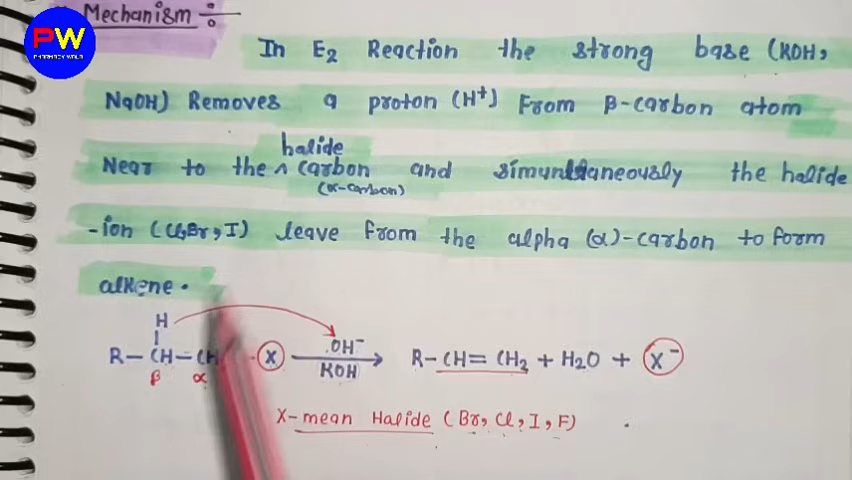 PW
PHARMACY WALA
Mechanism ÷
In E2 Reaction the strong base (KOH,
NaOH) Removes a proton (H+) From β-carbon atom
halide
Near to the ^ carbon and simultaneously the halide
(α-carbon)
-ion (Cl,Br,I) leave from the alpha (α)-carbon to form
alkene.
H
R-CH-CH X .OH⁻ R-CH=CH2 + H2O + X⁻
β α KOH
X-mean Halide (Br, Cl, I, F)